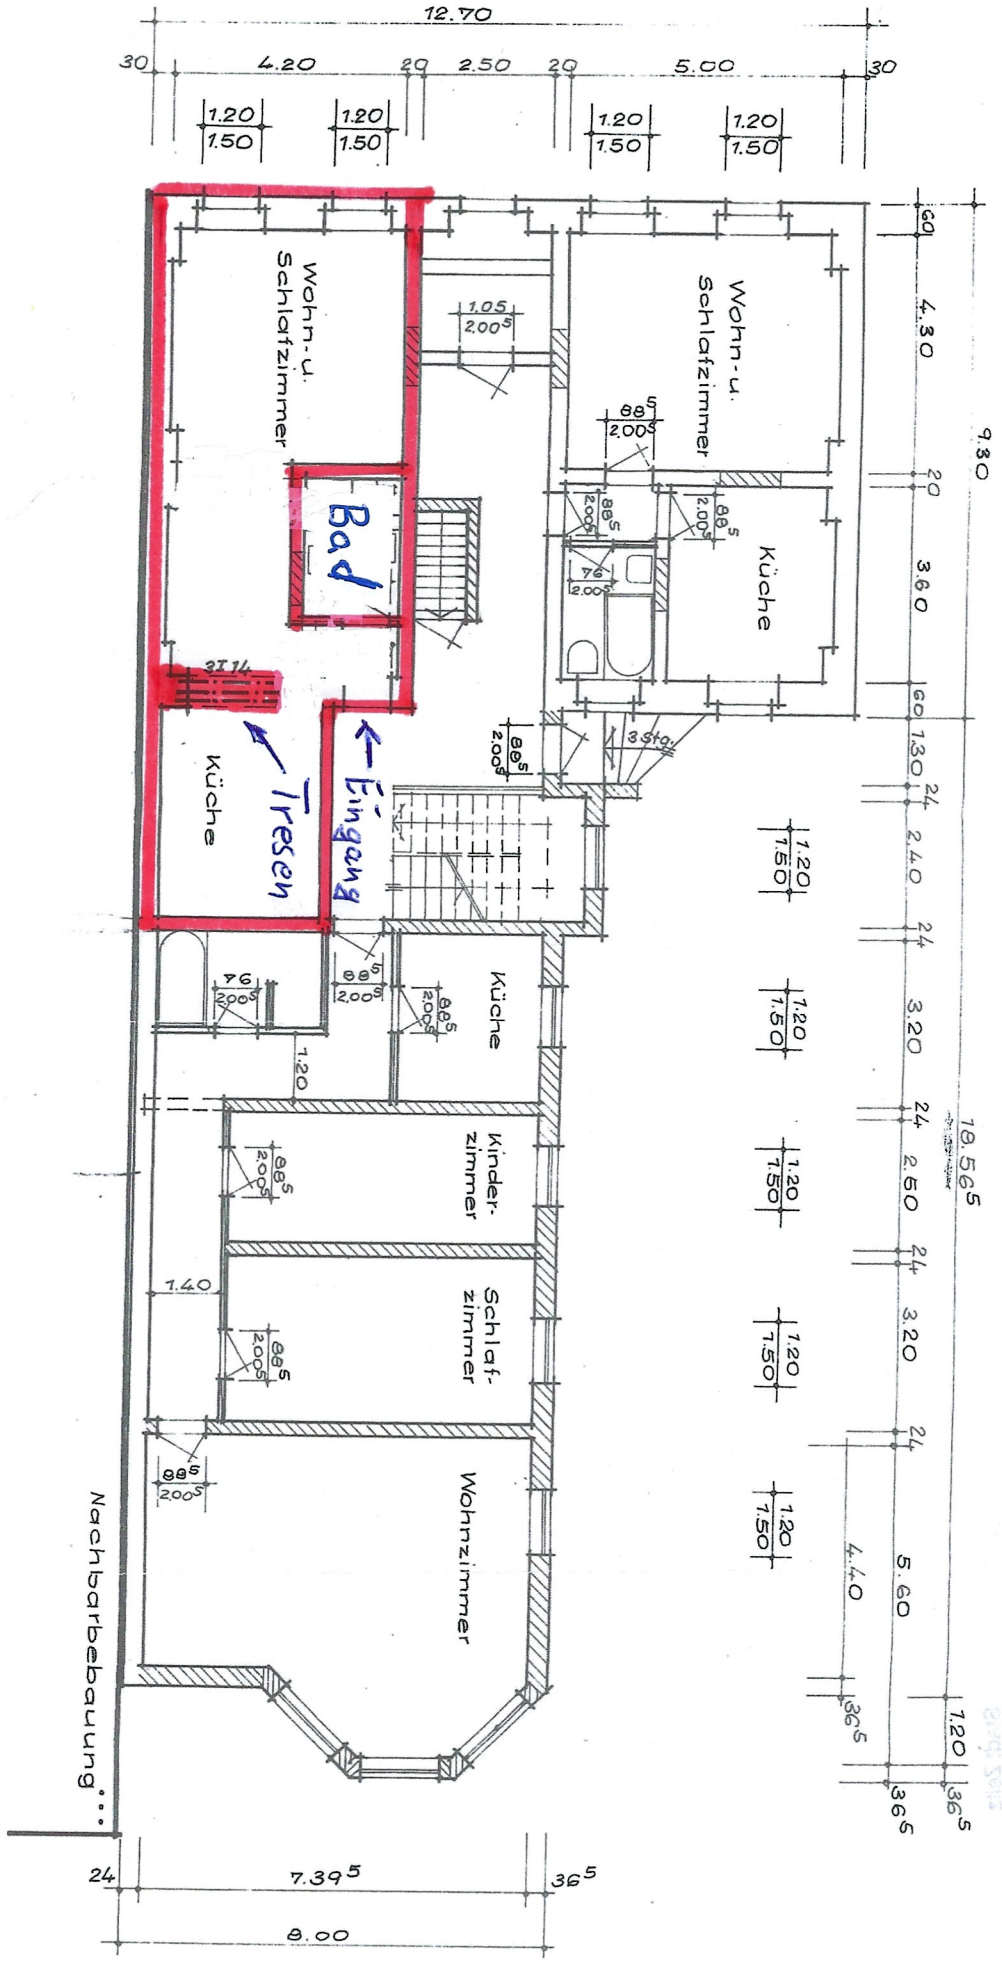 12.70
30 4.20 20 2.50 20 5.00 30
1.20 1.20 1.20 1.20
1.50 1.50 1.50 1.50
60
4.30
9.30
20
3.60
60
1.30
24
2.40
24
3.20
24
18.56⁵
2.50
24
3.20
24
4.40
5.60
36⁵
1.20
36⁵
36⁵
Wohn-u.
Schlafzimmer
1.05
2.00⁵
Wohn-u.
Schlafzimmer
88⁵
2.00⁵
88⁵
2.00⁵
88⁵
2.00⁵
76
2.00⁵
Küche
Bad
3 I 14
3 Stg.
88⁵
2.00⁵
Küche
Tresen
Eingang
1.20
1.50
76
2.00⁵
88⁵
2.00⁵
88⁵
2.00⁵
Küche
1.20
1.50
1.20
88⁵
2.00⁵
Kinder-
zimmer
1.20
1.50
1.40
88⁵
2.00⁵
Schlaf-
zimmer
1.20
1.50
88⁵
2.00⁵
Wohnzimmer
1.20
1.50
Nachbarbebauung ...
24 7.39⁵ 36⁵
8.00